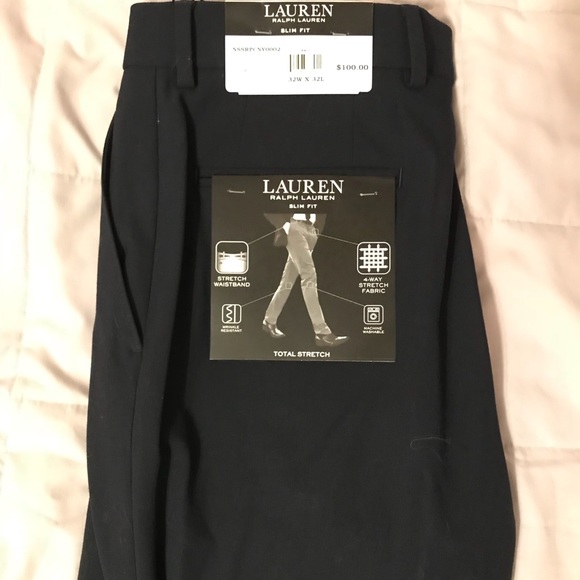 LAUREN
RALPH LAUREN
SLIM FIT
$100.00
32W X 32L
LAUREN
RALPH LAUREN
SLIM FIT
STRETCH
WAISTBAND
4-WAY
STRETCH
FABRIC
WRINKLE
RESISTANT
MACHINE
WASHABLE
TOTAL STRETCH